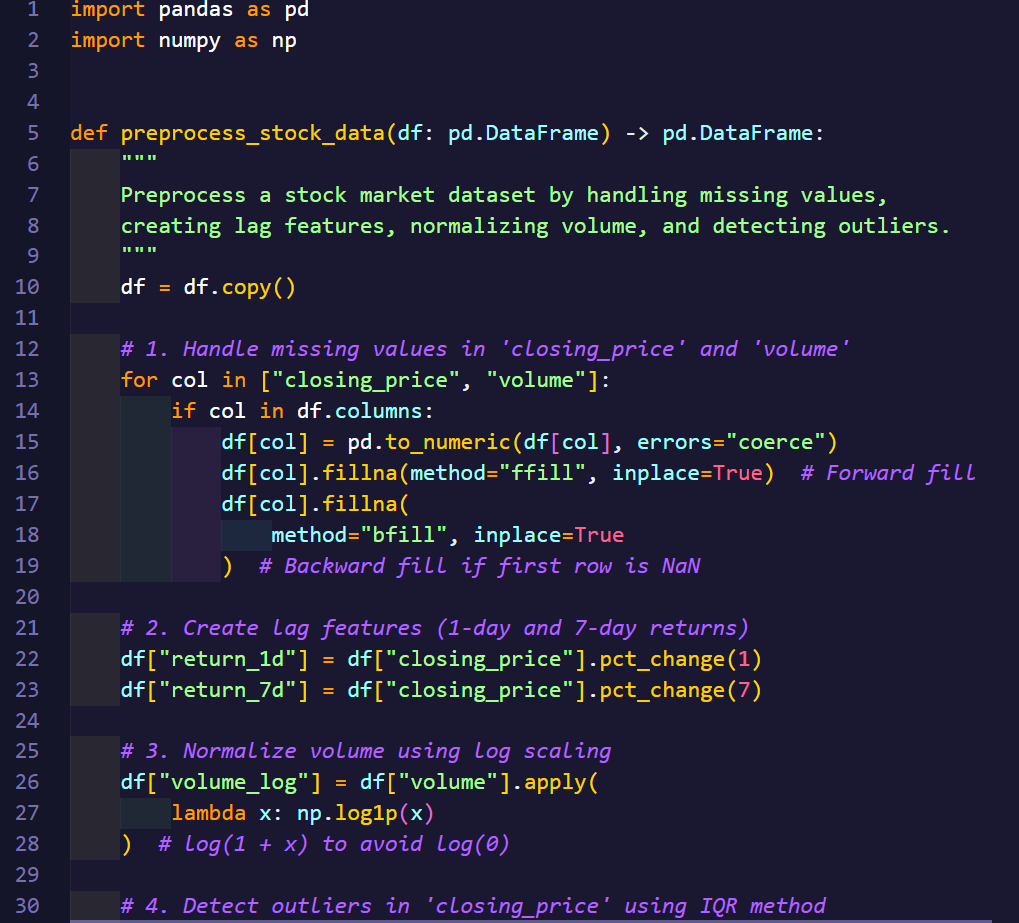 1 import pandas as pd
2 import numpy as np
3
4
5 def preprocess_stock_data(df: pd.DataFrame) -> pd.DataFrame:
6     """
7     Preprocess a stock market dataset by handling missing values,
8     creating lag features, normalizing volume, and detecting outliers.
9     """
10     df = df.copy()
11
12     # 1. Handle missing values in 'closing_price' and 'volume'
13     for col in ["closing_price", "volume"]:
14         if col in df.columns:
15             df[col] = pd.to_numeric(df[col], errors="coerce")
16             df[col].fillna(method="ffill", inplace=True)  # Forward fill
17             df[col].fillna(
18                 method="bfill", inplace=True
19             )  # Backward fill if first row is NaN
20
21     # 2. Create lag features (1-day and 7-day returns)
22     df["return_1d"] = df["closing_price"].pct_change(1)
23     df["return_7d"] = df["closing_price"].pct_change(7)
24
25     # 3. Normalize volume using log scaling
26     df["volume_log"] = df["volume"].apply(
27         lambda x: np.log1p(x)
28     )  # log(1 + x) to avoid log(0)
29
30     # 4. Detect outliers in 'closing_price' using IQR method